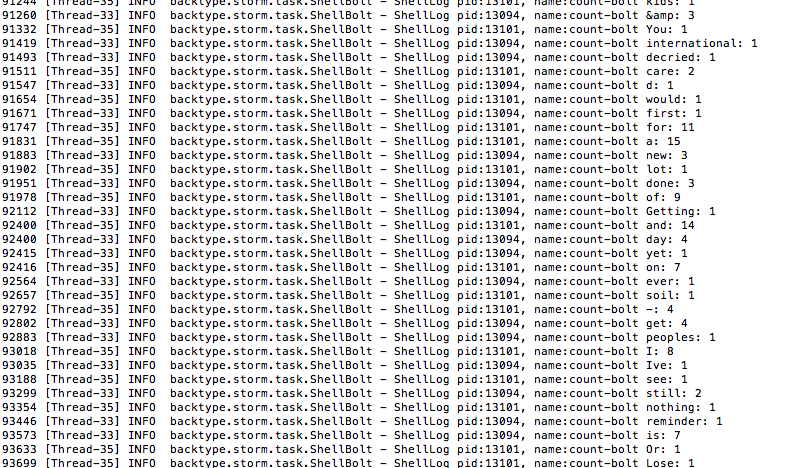 91244 [Thread-35] INFO backtype.storm.task.ShellBolt - ShellLog pid:13101, name:count-bolt kids: 1
91260 [Thread-33] INFO backtype.storm.task.ShellBolt - ShellLog pid:13094, name:count-bolt &amp: 3
91332 [Thread-35] INFO backtype.storm.task.ShellBolt - ShellLog pid:13101, name:count-bolt You: 1
91419 [Thread-35] INFO backtype.storm.task.ShellBolt - ShellLog pid:13101, name:count-bolt international: 1
91493 [Thread-35] INFO backtype.storm.task.ShellBolt - ShellLog pid:13101, name:count-bolt decried: 1
91511 [Thread-35] INFO backtype.storm.task.ShellBolt - ShellLog pid:13101, name:count-bolt care: 2
91547 [Thread-33] INFO backtype.storm.task.ShellBolt - ShellLog pid:13094, name:count-bolt d: 1
91654 [Thread-35] INFO backtype.storm.task.ShellBolt - ShellLog pid:13101, name:count-bolt would: 1
91671 [Thread-35] INFO backtype.storm.task.ShellBolt - ShellLog pid:13101, name:count-bolt first: 1
91747 [Thread-35] INFO backtype.storm.task.ShellBolt - ShellLog pid:13101, name:count-bolt for: 11
91831 [Thread-33] INFO backtype.storm.task.ShellBolt - ShellLog pid:13094, name:count-bolt a: 15
91883 [Thread-33] INFO backtype.storm.task.ShellBolt - ShellLog pid:13094, name:count-bolt new: 3
91902 [Thread-35] INFO backtype.storm.task.ShellBolt - ShellLog pid:13101, name:count-bolt lot: 1
91951 [Thread-33] INFO backtype.storm.task.ShellBolt - ShellLog pid:13094, name:count-bolt done: 3
91978 [Thread-33] INFO backtype.storm.task.ShellBolt - ShellLog pid:13094, name:count-bolt of: 9
92112 [Thread-33] INFO backtype.storm.task.ShellBolt - ShellLog pid:13094, name:count-bolt Getting: 1
92400 [Thread-35] INFO backtype.storm.task.ShellBolt - ShellLog pid:13101, name:count-bolt and: 14
92400 [Thread-33] INFO backtype.storm.task.ShellBolt - ShellLog pid:13094, name:count-bolt day: 4
92415 [Thread-35] INFO backtype.storm.task.ShellBolt - ShellLog pid:13101, name:count-bolt yet: 1
92416 [Thread-35] INFO backtype.storm.task.ShellBolt - ShellLog pid:13101, name:count-bolt on: 7
92564 [Thread-33] INFO backtype.storm.task.ShellBolt - ShellLog pid:13094, name:count-bolt ever: 1
92657 [Thread-35] INFO backtype.storm.task.ShellBolt - ShellLog pid:13101, name:count-bolt soil: 1
92792 [Thread-35] INFO backtype.storm.task.ShellBolt - ShellLog pid:13101, name:count-bolt -: 4
92802 [Thread-33] INFO backtype.storm.task.ShellBolt - ShellLog pid:13094, name:count-bolt get: 4
92883 [Thread-35] INFO backtype.storm.task.ShellBolt - ShellLog pid:13101, name:count-bolt peoples: 1
93018 [Thread-35] INFO backtype.storm.task.ShellBolt - ShellLog pid:13101, name:count-bolt I: 8
93035 [Thread-33] INFO backtype.storm.task.ShellBolt - ShellLog pid:13094, name:count-bolt Ive: 1
93188 [Thread-33] INFO backtype.storm.task.ShellBolt - ShellLog pid:13094, name:count-bolt see: 1
93299 [Thread-33] INFO backtype.storm.task.ShellBolt - ShellLog pid:13094, name:count-bolt still: 2
93354 [Thread-35] INFO backtype.storm.task.ShellBolt - ShellLog pid:13101, name:count-bolt nothing: 1
93446 [Thread-33] INFO backtype.storm.task.ShellBolt - ShellLog pid:13094, name:count-bolt reminder: 1
93573 [Thread-33] INFO backtype.storm.task.ShellBolt - ShellLog pid:13094, name:count-bolt is: 7
93633 [Thread-35] INFO backtype.storm.task.ShellBolt - ShellLog pid:13101, name:count-bolt Or: 1
93699 [Thread-35] INFO backtype.storm.task.ShellBolt - ShellLog pid:13101, name:count-bolt Lose: 1